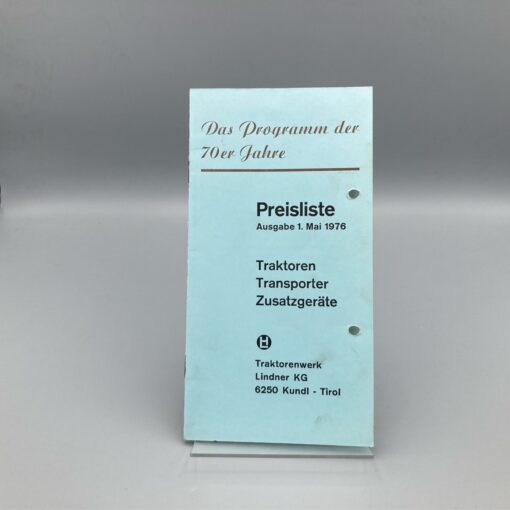 Das Programm der
70er Jahre
Preisliste
Ausgabe 1. Mai 1976
Traktoren
Transporter
Zusatzgeräte
Traktorenwerk
Lindner KG
6250 Kundl - Tirol